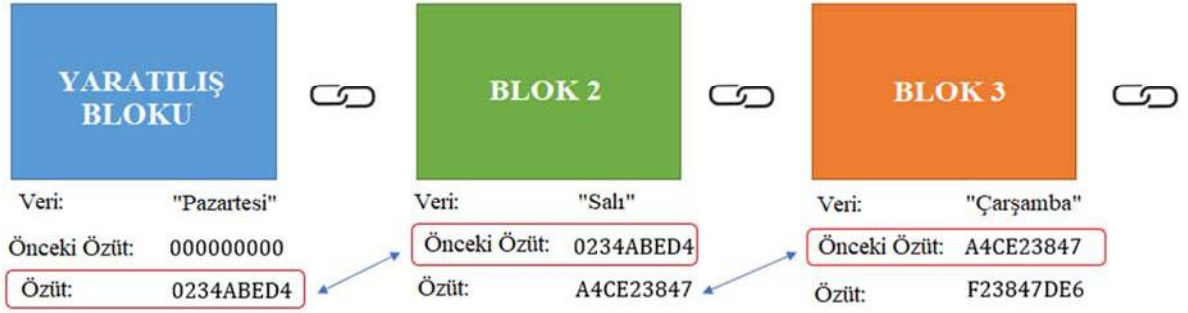 YARATILIŞ
BLOKU
Veri: "Pazartesi"
Önceki Özüt: 000000000
Özüt: 0234ABED4
BLOK 2
Veri: "Salı"
Önceki Özüt: 0234ABED4
Özüt: A4CE23847
BLOK 3
Veri: "Çarşamba"
Önceki Özüt: A4CE23847
Özüt: F23847DE6